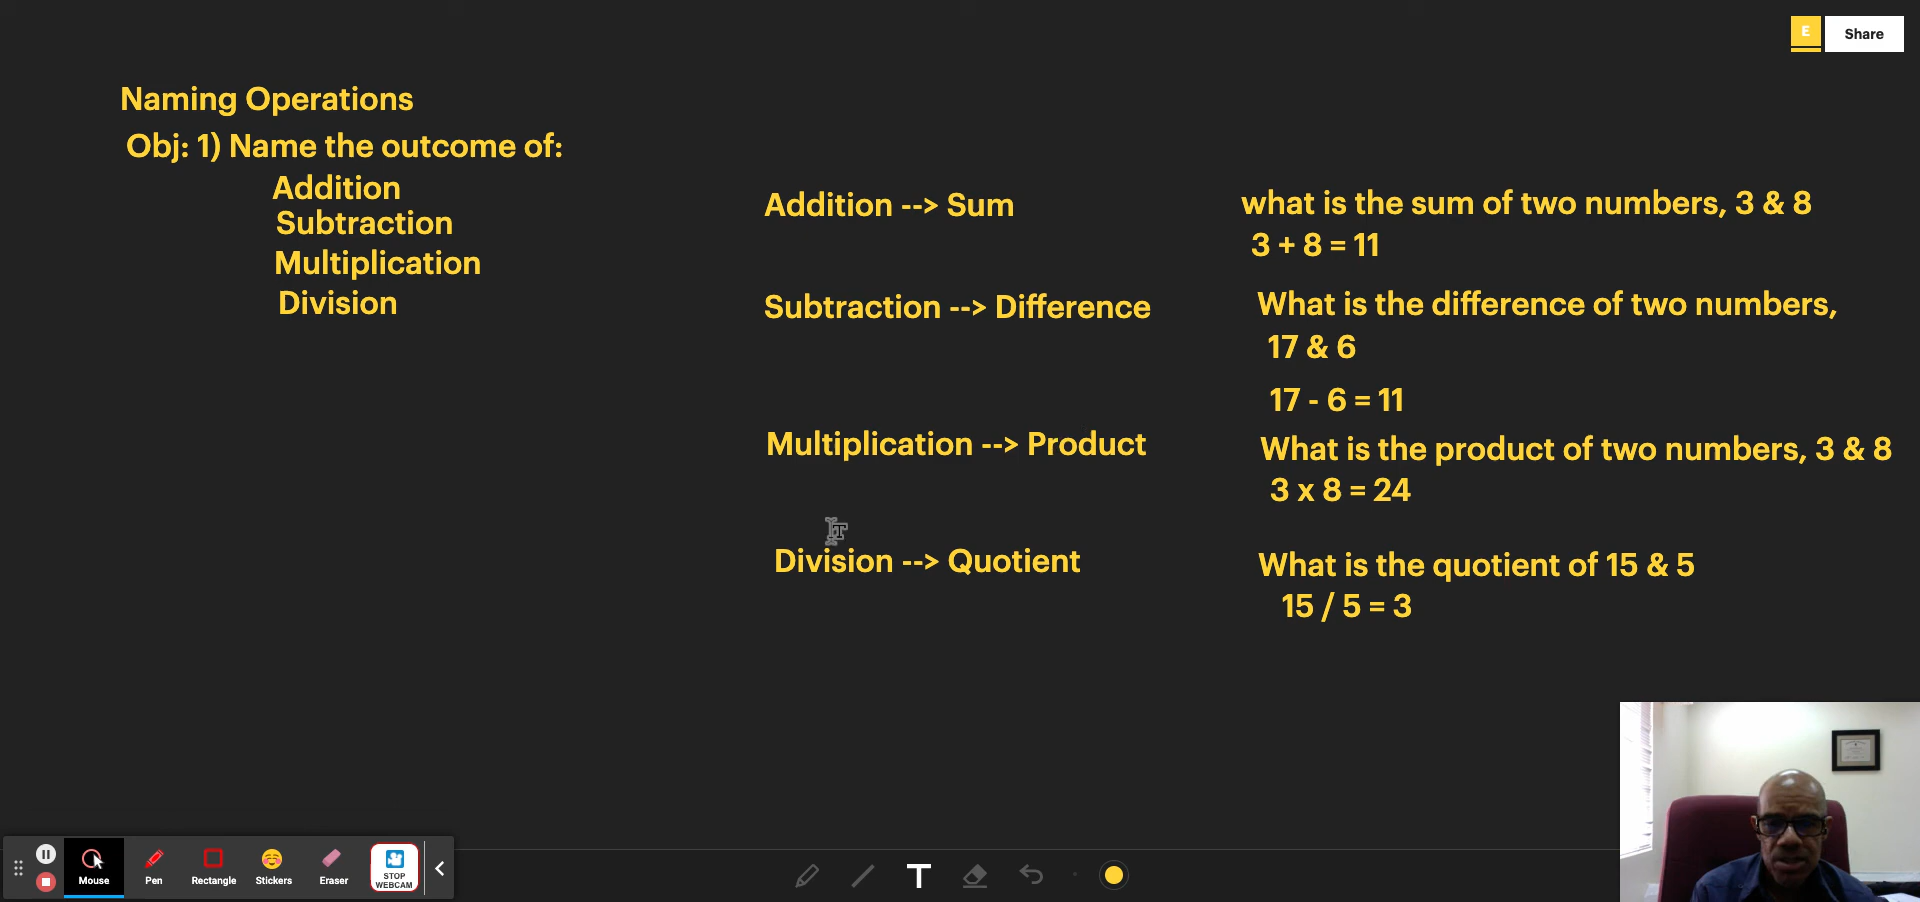 E
Share
Naming Operations
Obj: 1) Name the outcome of:
Addition
Subtraction
Multiplication
Division
Addition --> Sum
what is the sum of two numbers, 3 & 8
3 + 8 = 11
Subtraction --> Difference
What is the difference of two numbers,
17 & 6
17 - 6 = 11
Multiplication --> Product
What is the product of two numbers, 3 & 8
3 x 8 = 24
Division --> Quotient
What is the quotient of 15 & 5
15 / 5 = 3
Mouse
Pen
Rectangle
Stickers
Eraser
STOP
WEBCAM
T